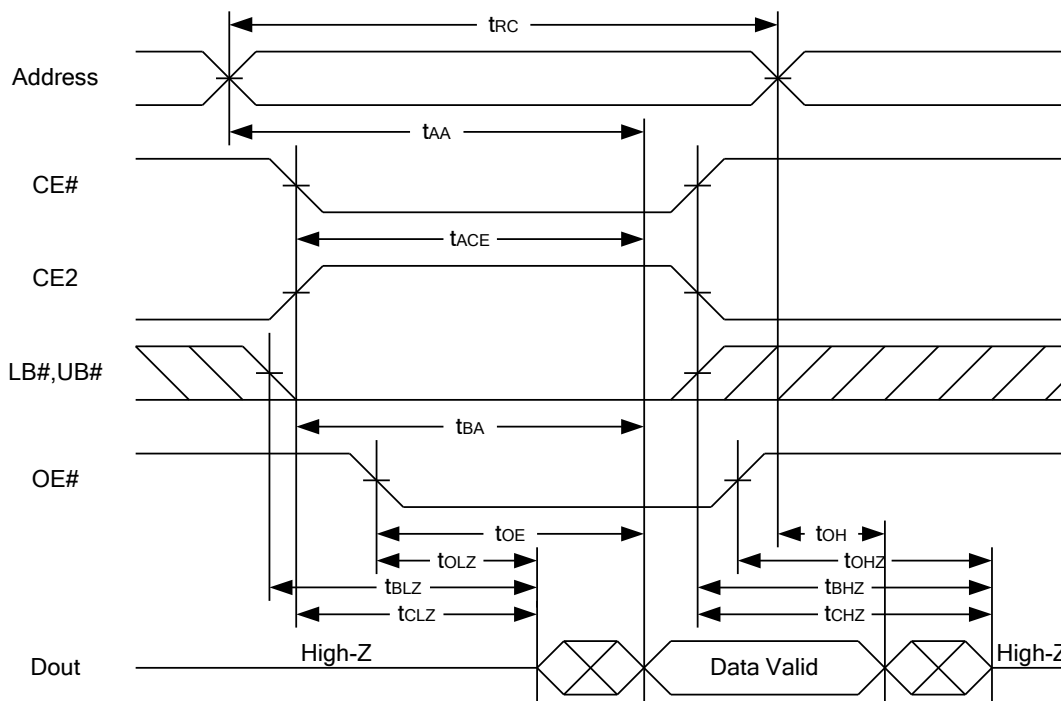 tRC
Address
tAA
CE#
tACE
CE2
LB#,UB#
tBA
OE#
tOE
tOH
tOLZ
tOHZ
tBLZ
tBHZ
tCLZ
tCHZ
High-Z
High-Z
Dout
Data Valid